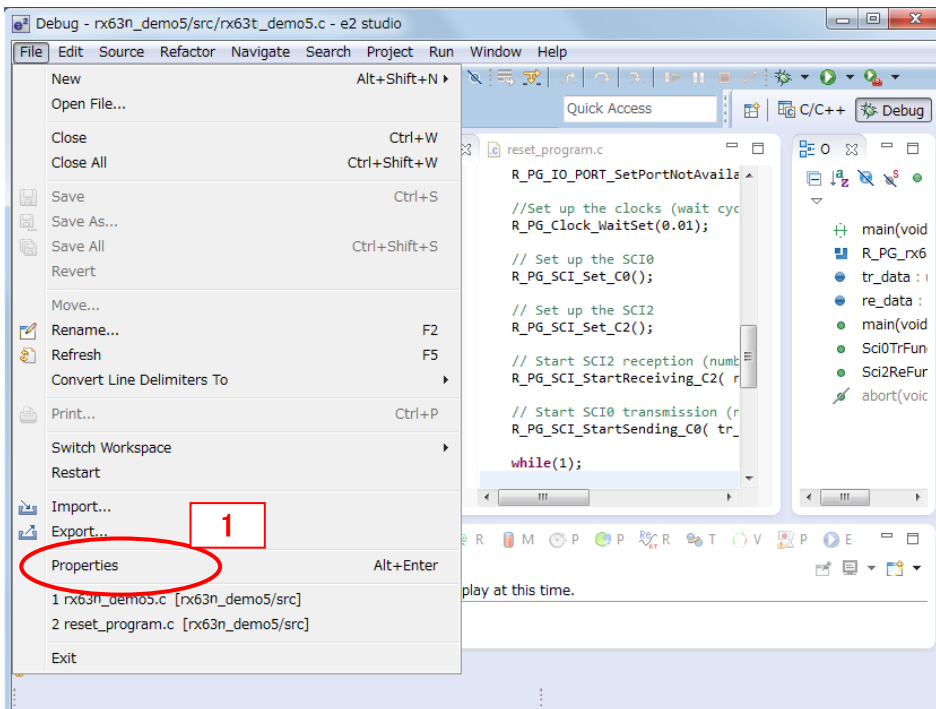 Debug - rx63n_demo5/src/rx63t_demo5.c - e2 studio
File Edit Source Refactor Navigate Search Project Run Window Help
New Alt+Shift+N
Open File...
Close Ctrl+W
Close All Ctrl+Shift+W
Save Ctrl+S
Save As...
Save All Ctrl+Shift+S
Revert
Move...
Rename... F2
Refresh F5
Convert Line Delimiters To
Print... Ctrl+P
Switch Workspace
Restart
Import...
Export...
1
Properties Alt+Enter
1 rx63n_demo5.c [rx63n_demo5/src]
2 reset_program.c [rx63n_demo5/src]
Exit
Quick Access
C/C++ Debug
reset_program.c
R_PG_IO_PORT_SetPortNotAvaila
//Set up the clocks (wait cyc
R_PG_Clock_WaitSet(0.01);
// Set up the SCI0
R_PG_SCI_Set_C0();
// Set up the SCI2
R_PG_SCI_Set_C2();
// Start SCI2 reception (numb
R_PG_SCI_StartReceiving_C2( r
// Start SCI0 transmission (n
R_PG_SCI_StartSending_C0( tr_
while(1);
O
main(void
R_PG_rx6
tr_data :
re_data :
main(void
Sci0TrFun
Sci2ReFun
abort(voic
R M P P R T V P E
play at this time.